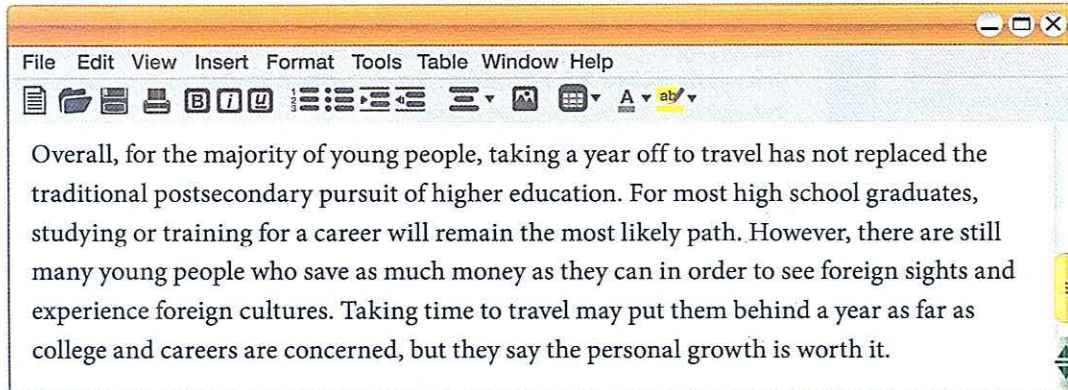 File Edit View Insert Format Tools Table Window Help
B i u A ab
Overall, for the majority of young people, taking a year off to travel has not replaced the
traditional postsecondary pursuit of higher education. For most high school graduates,
studying or training for a career will remain the most likely path. However, there are still
many young people who save as much money as they can in order to see foreign sights and
experience foreign cultures. Taking time to travel may put them behind a year as far as
college and careers are concerned, but they say the personal growth is worth it.